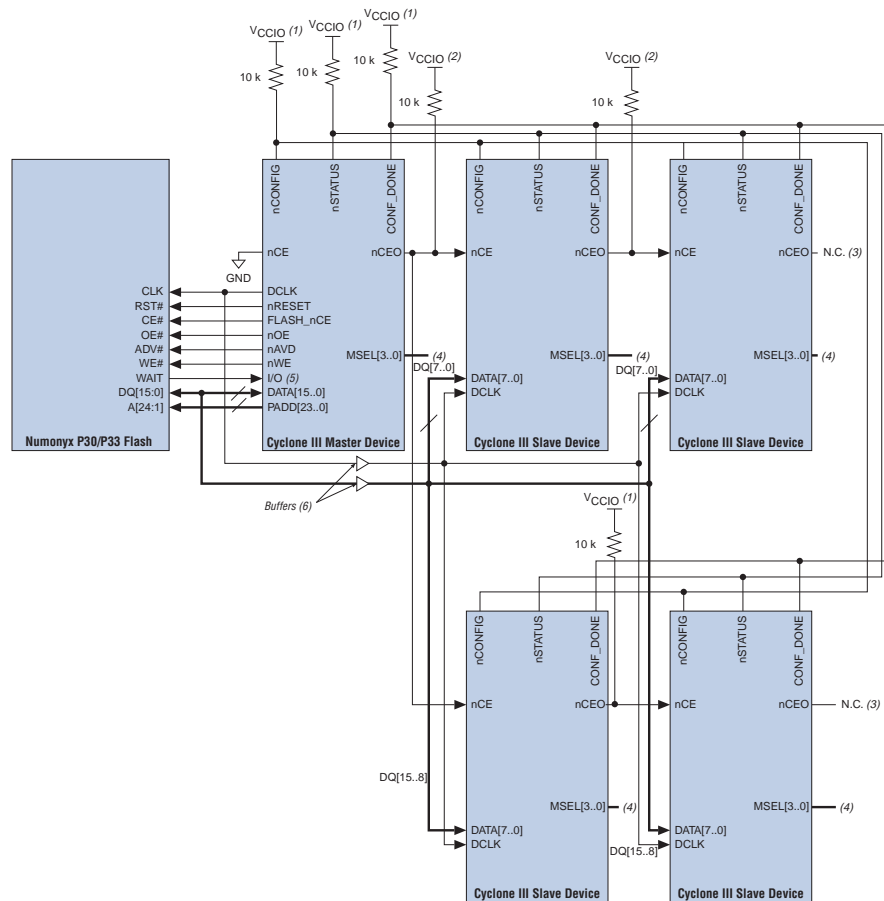 VCCIO (1)
VCCIO (1)
VCCIO (1)
VCCIO (2)
VCCIO (2)
10 k
10 k
10 k
10 k
10 k
nCONFIG
nSTATUS
CONF_DONE
nCONFIG
nSTATUS
CONF_DONE
nCONFIG
nSTATUS
CONF_DONE
nCE
nCEO
nCE
nCEO
nCE
nCEO
N.C. (3)
GND
CLK
RST#
CE#
OE#
ADV#
WE#
WAIT
DQ[15:0]
A[24:1]
DCLK
nRESET
FLASH_nCE
nOE
nAVD
nWE
I/O (5)
DATA[15..0]
PADD[23..0]
MSEL[3..0]
(4)
DQ[7..0]
DATA[7..0]
DCLK
MSEL[3..0]
(4)
DQ[7..0]
DATA[7..0]
DCLK
MSEL[3..0]
(4)
Numonyx P30/P33 Flash
Cyclone III Master Device
Cyclone III Slave Device
Cyclone III Slave Device
Buffers (6)
VCCIO (1)
10 k
nCONFIG
nSTATUS
CONF_DONE
nCONFIG
nSTATUS
CONF_DONE
nCE
nCEO
nCE
nCEO
N.C. (3)
DQ[15..8]
MSEL[3..0]
(4)
MSEL[3..0]
(4)
DATA[7..0]
DCLK
DQ[15..8]
DATA[7..0]
DCLK
Cyclone III Slave Device
Cyclone III Slave Device